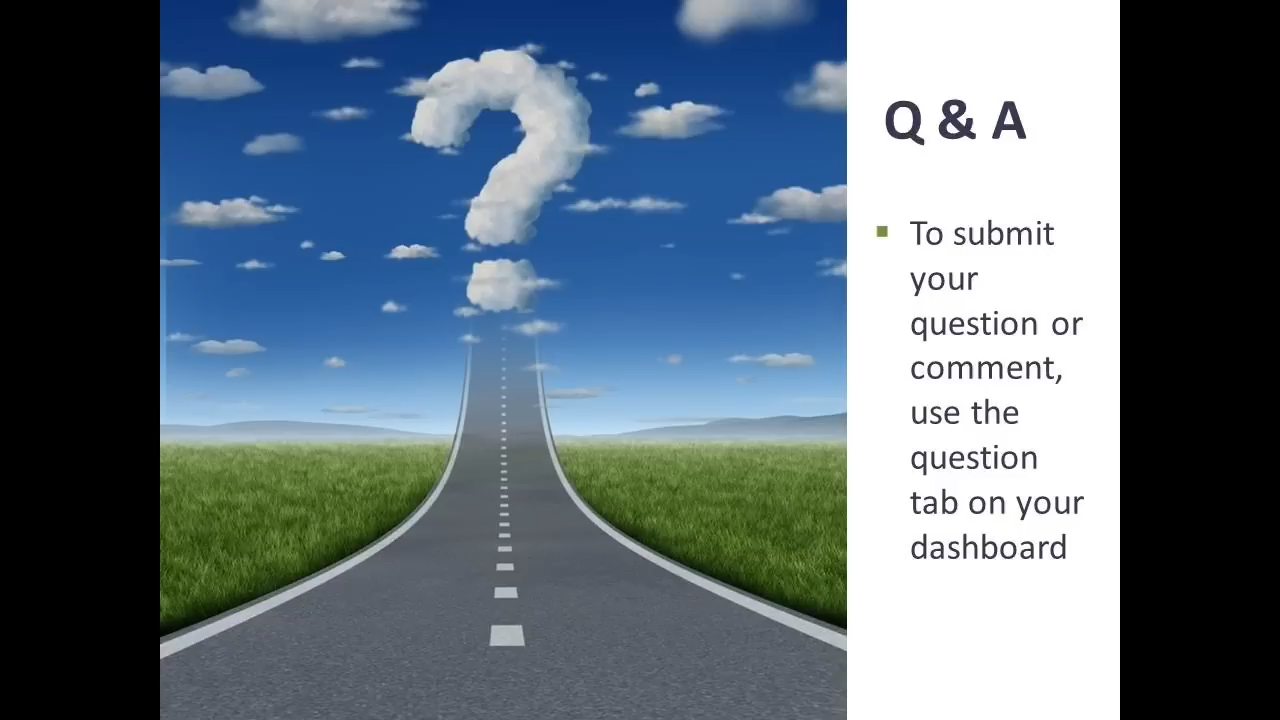 Q & A
To submit
your
question or
comment,
use the
question
tab on your
dashboard